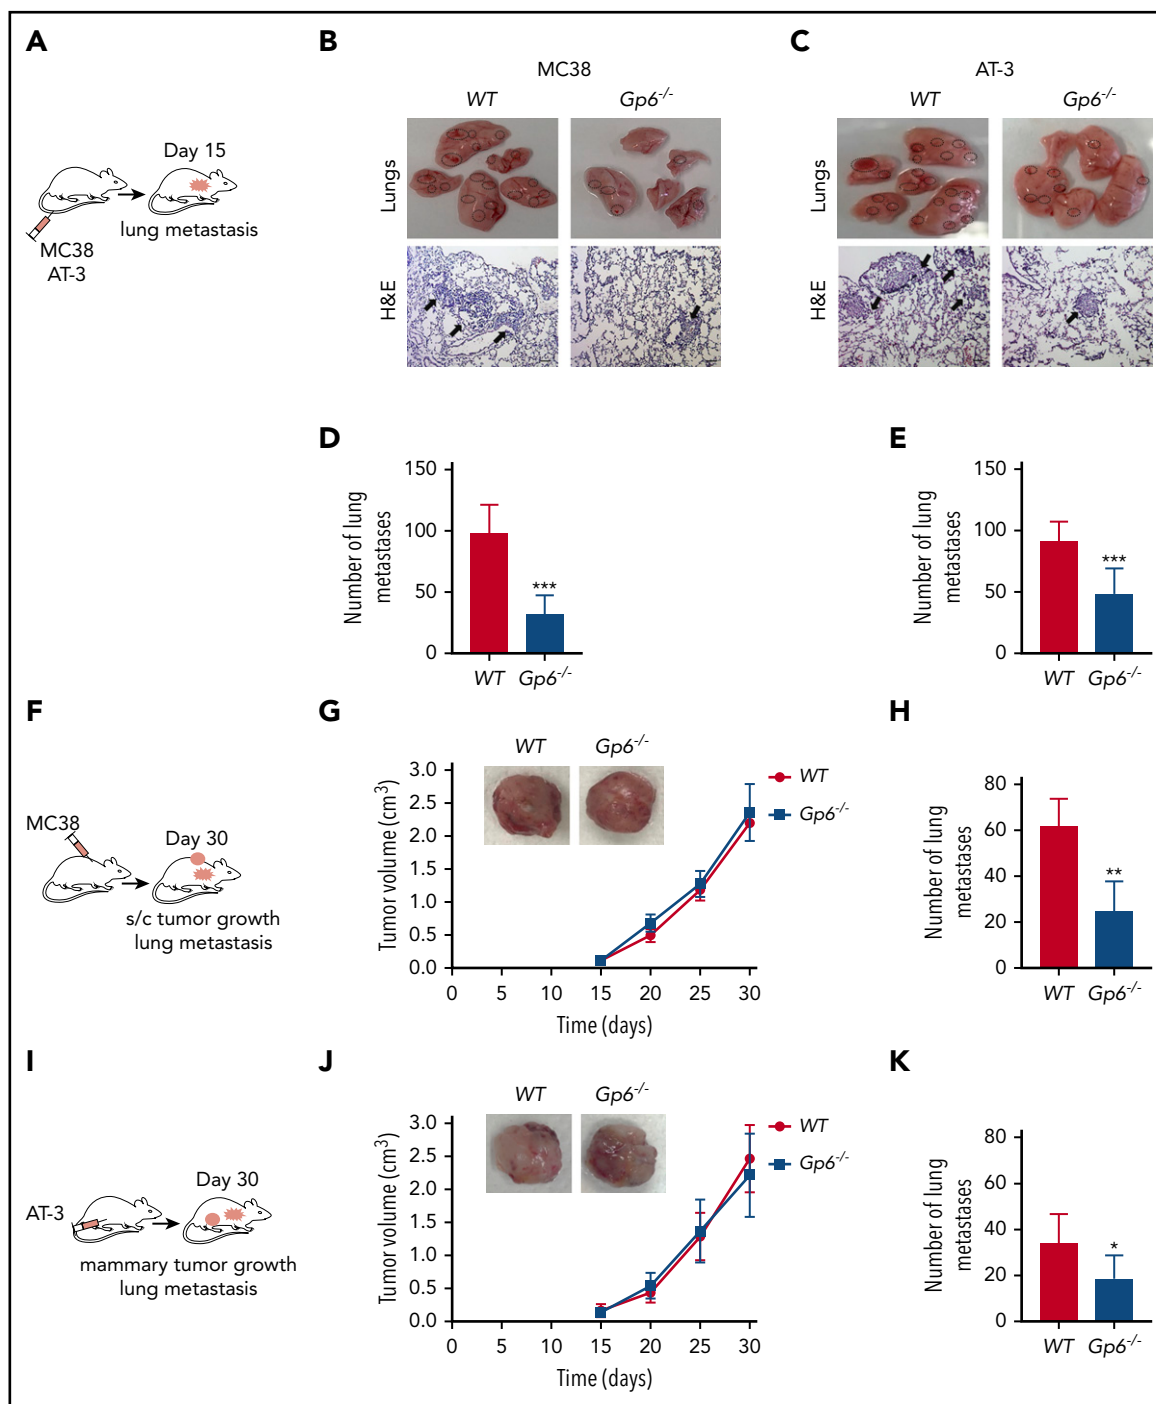 A
Day 15
lung metastasis
MC38
AT-3
B
MC38
WT Gp6-/-
Lungs
H&E
C
AT-3
WT Gp6-/-
Lungs
H&E
D
Number of lung
metastases
150
100
50
0
***
WT Gp6-/-
E
Number of lung
metastases
150
100
50
0
***
WT Gp6-/-
F
MC38
Day 30
s/c tumor growth
lung metastasis
G
WT Gp6-/-
Tumor volume (cm3)
3.0
2.5
2.0
1.5
1.0
0.5
0.0
0 5 10 15 20 25 30
Time (days)
WT
Gp6-/-
H
Number of lung
metastases
80
60
40
20
0
**
WT Gp6-/-
I
AT-3
Day 30
mammary tumor growth
lung metastasis
J
WT Gp6-/-
Tumor volume (cm3)
3.0
2.5
2.0
1.5
1.0
0.5
0.0
0 5 10 15 20 25 30
Time (days)
WT
Gp6-/-
K
Number of lung
metastases
80
60
40
20
0
*
WT Gp6-/-